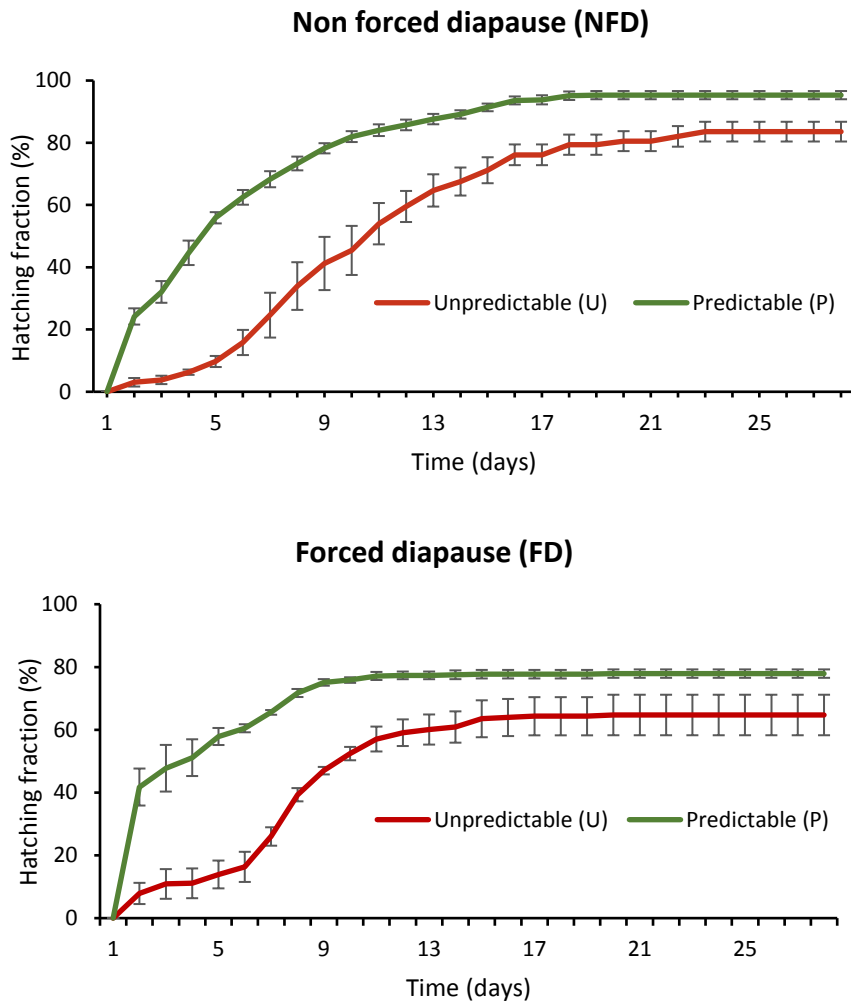 Non forced diapause (NFD)
100
80
60
40
20
0
Hatching fraction (%)
Unpredictable (U) Predictable (P)
1 5 9 13 17 21 25
Time (days)
Forced diapause (FD)
100
80
60
40
20
0
Hatching fraction (%)
Unpredictable (U) Predictable (P)
1 5 9 13 17 21 25
Time (days)